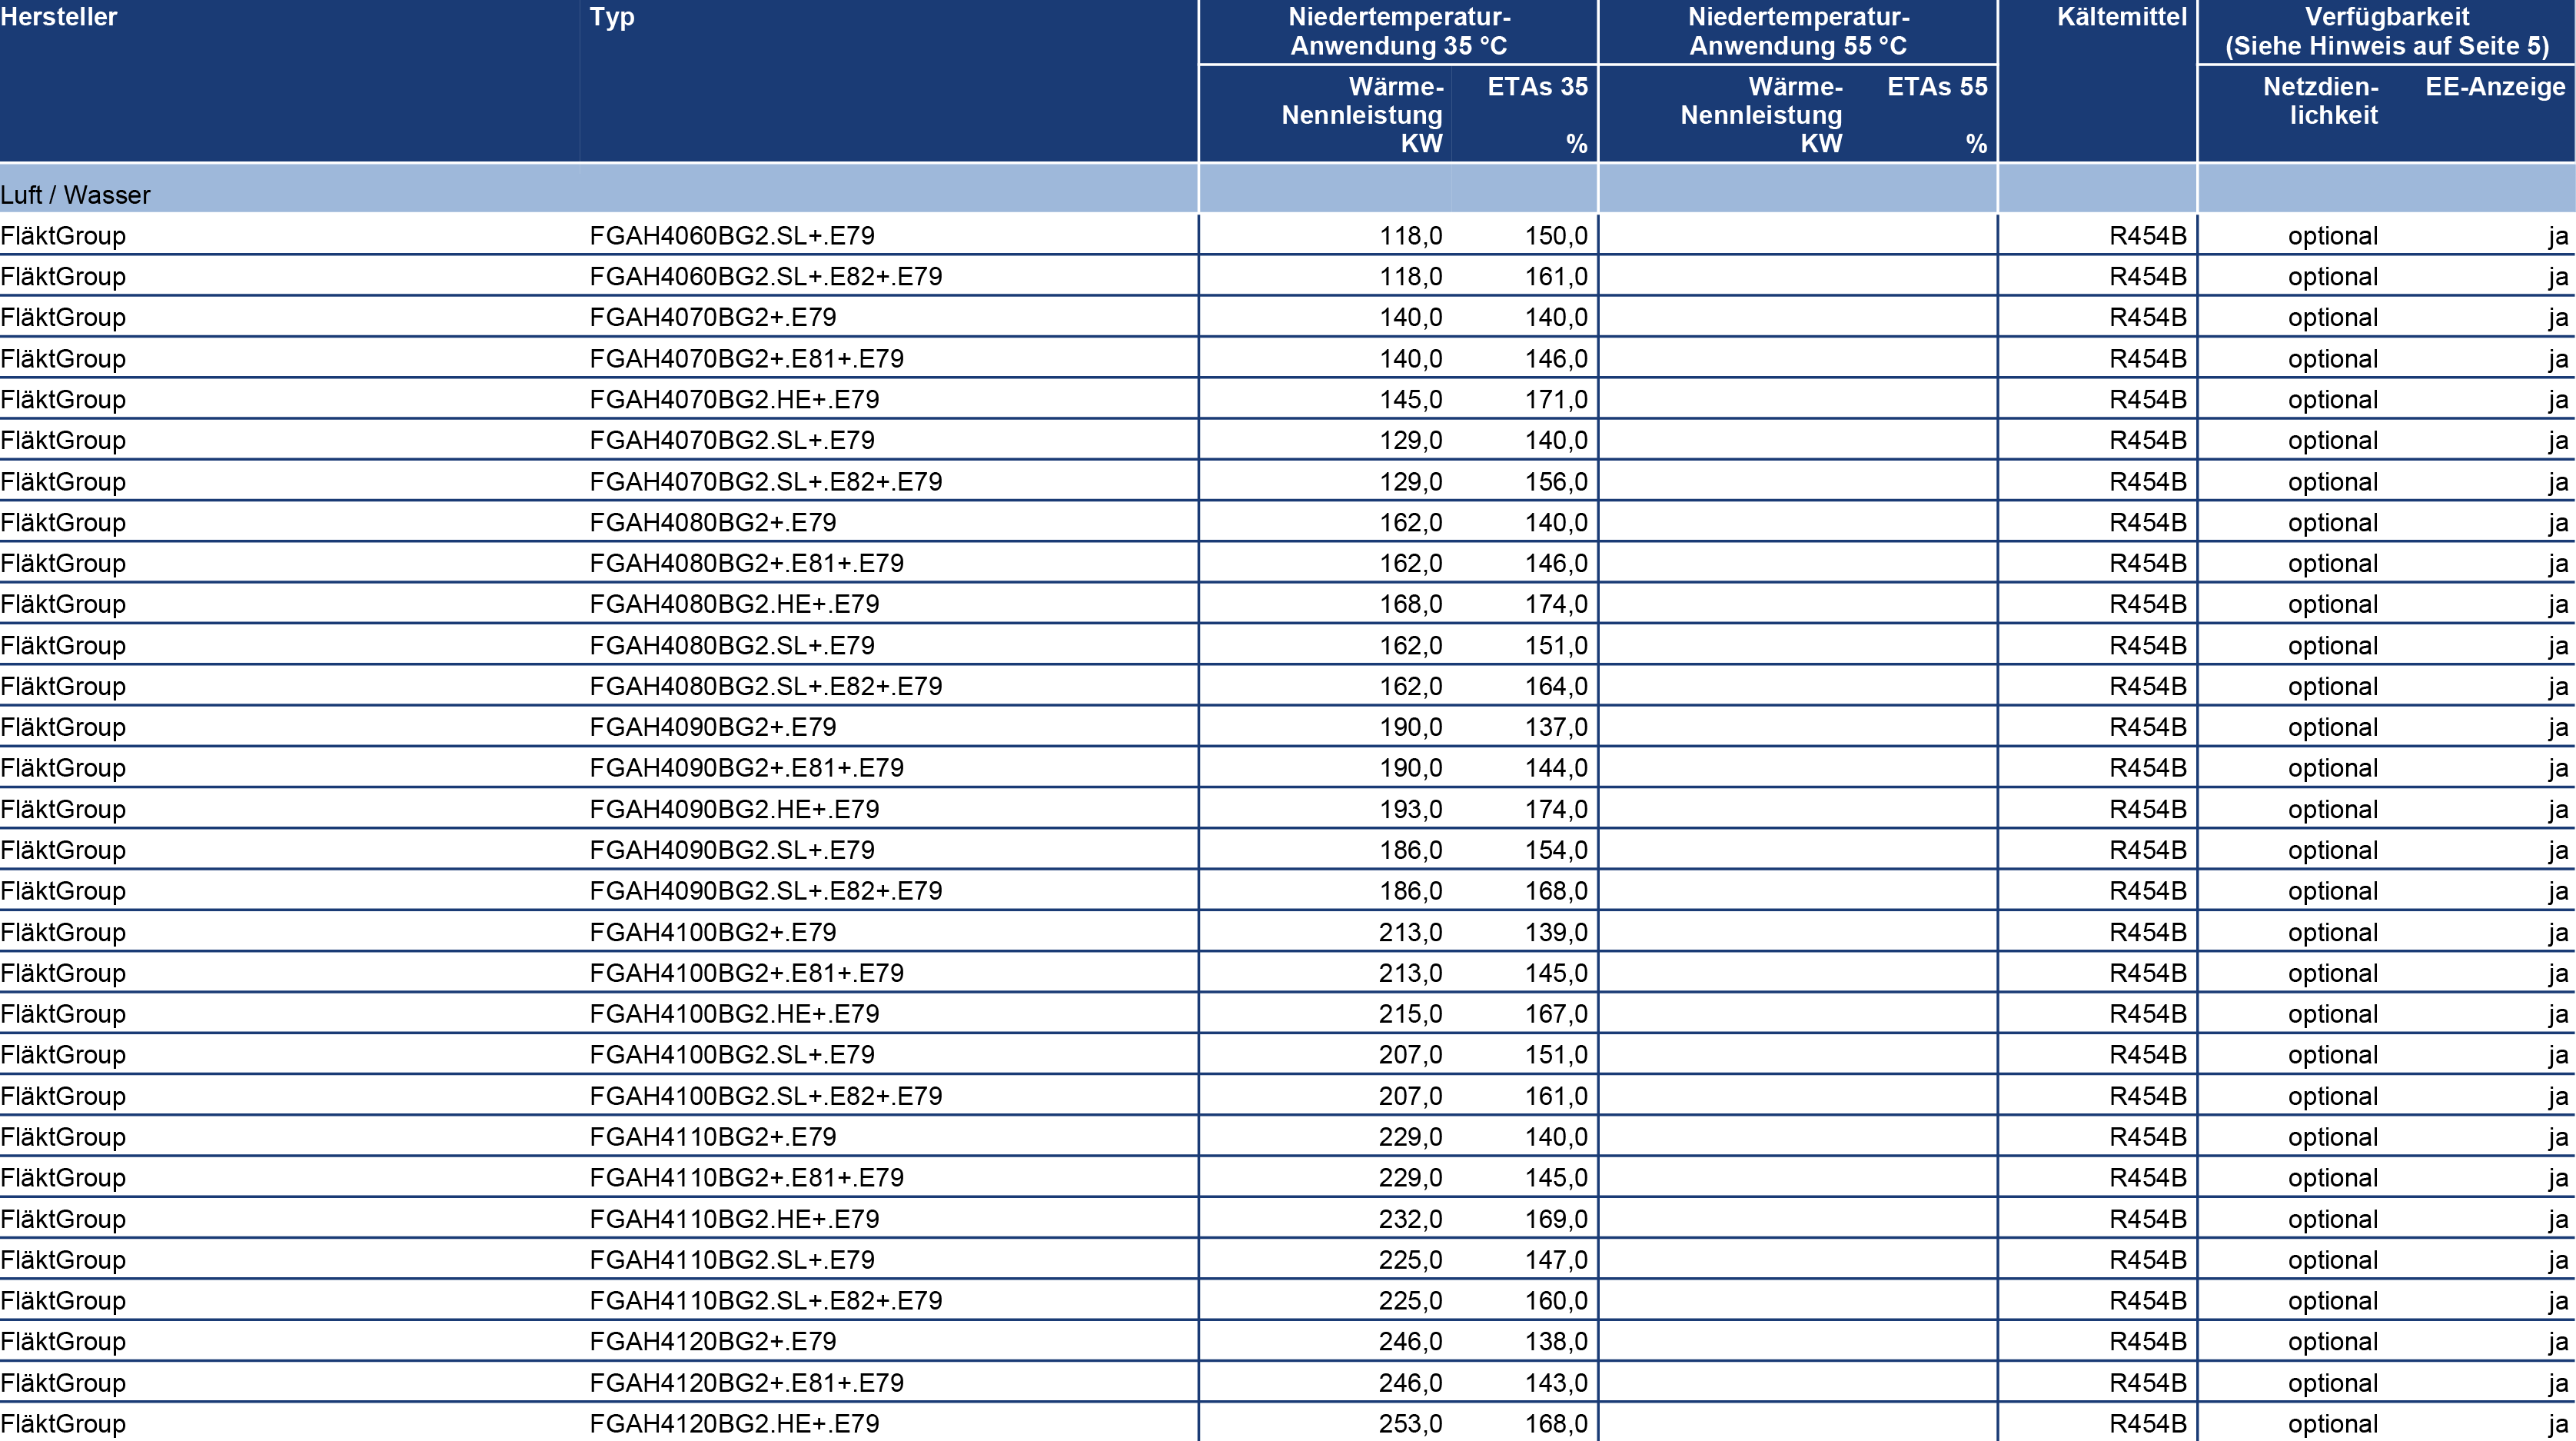 Hersteller Typ Niedertemperatur- Niedertemperatur- Kältemittel Verfügbarkeit
Anwendung 35 °C Anwendung 55 °C (Siehe Hinweis auf Seite 5)
Wärme- ETAs 35 Wärme- ETAs 55 Netzdien- EE-Anzeige
Nennleistung Nennleistung lichkeit
KW % KW %
Luft / Wasser
FläktGroup FGAH4060BG2.SL+.E79 118,0 150,0 R454B optional ja
FläktGroup FGAH4060BG2.SL+.E82+.E79 118,0 161,0 R454B optional ja
FläktGroup FGAH4070BG2+.E79 140,0 140,0 R454B optional ja
FläktGroup FGAH4070BG2+.E81+.E79 140,0 146,0 R454B optional ja
FläktGroup FGAH4070BG2.HE+.E79 145,0 171,0 R454B optional ja
FläktGroup FGAH4070BG2.SL+.E79 129,0 140,0 R454B optional ja
FläktGroup FGAH4070BG2.SL+.E82+.E79 129,0 156,0 R454B optional ja
FläktGroup FGAH4080BG2+.E79 162,0 140,0 R454B optional ja
FläktGroup FGAH4080BG2+.E81+.E79 162,0 146,0 R454B optional ja
FläktGroup FGAH4080BG2.HE+.E79 168,0 174,0 R454B optional ja
FläktGroup FGAH4080BG2.SL+.E79 162,0 151,0 R454B optional ja
FläktGroup FGAH4080BG2.SL+.E82+.E79 162,0 164,0 R454B optional ja
FläktGroup FGAH4090BG2+.E79 190,0 137,0 R454B optional ja
FläktGroup FGAH4090BG2+.E81+.E79 190,0 144,0 R454B optional ja
FläktGroup FGAH4090BG2.HE+.E79 193,0 174,0 R454B optional ja
FläktGroup FGAH4090BG2.SL+.E79 186,0 154,0 R454B optional ja
FläktGroup FGAH4090BG2.SL+.E82+.E79 186,0 168,0 R454B optional ja
FläktGroup FGAH4100BG2+.E79 213,0 139,0 R454B optional ja
FläktGroup FGAH4100BG2+.E81+.E79 213,0 145,0 R454B optional ja
FläktGroup FGAH4100BG2.HE+.E79 215,0 167,0 R454B optional ja
FläktGroup FGAH4100BG2.SL+.E79 207,0 151,0 R454B optional ja
FläktGroup FGAH4100BG2.SL+.E82+.E79 207,0 161,0 R454B optional ja
FläktGroup FGAH4110BG2+.E79 229,0 140,0 R454B optional ja
FläktGroup FGAH4110BG2+.E81+.E79 229,0 145,0 R454B optional ja
FläktGroup FGAH4110BG2.HE+.E79 232,0 169,0 R454B optional ja
FläktGroup FGAH4110BG2.SL+.E79 225,0 147,0 R454B optional ja
FläktGroup FGAH4110BG2.SL+.E82+.E79 225,0 160,0 R454B optional ja
FläktGroup FGAH4120BG2+.E79 246,0 138,0 R454B optional ja
FläktGroup FGAH4120BG2+.E81+.E79 246,0 143,0 R454B optional ja
FläktGroup FGAH4120BG2.HE+.E79 253,0 168,0 R454B optional ja